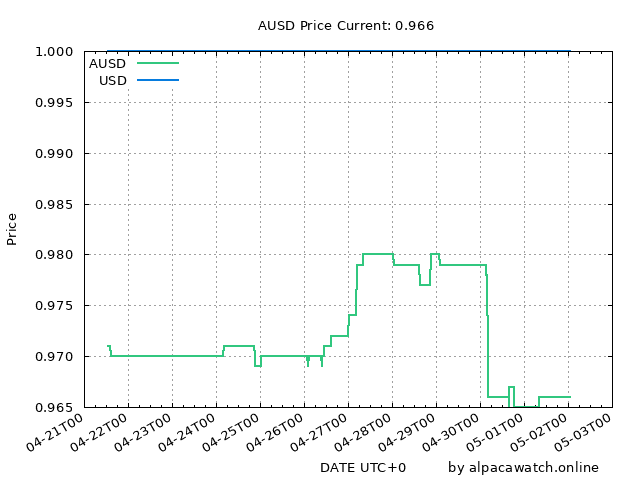 AUSD Price Current: 0.966
1.000
AUSD
USD
0.995
0.990
0.985
0.980
0.975
0.970
0.965
Price
04-21T00
04-22T00
04-23T00
04-24T00
04-25T00
04-26T00
04-27T00
04-28T00
04-29T00
04-30T00
05-01T00
05-02T00
05-03T00
DATE UTC+0
by alpacawatch.online